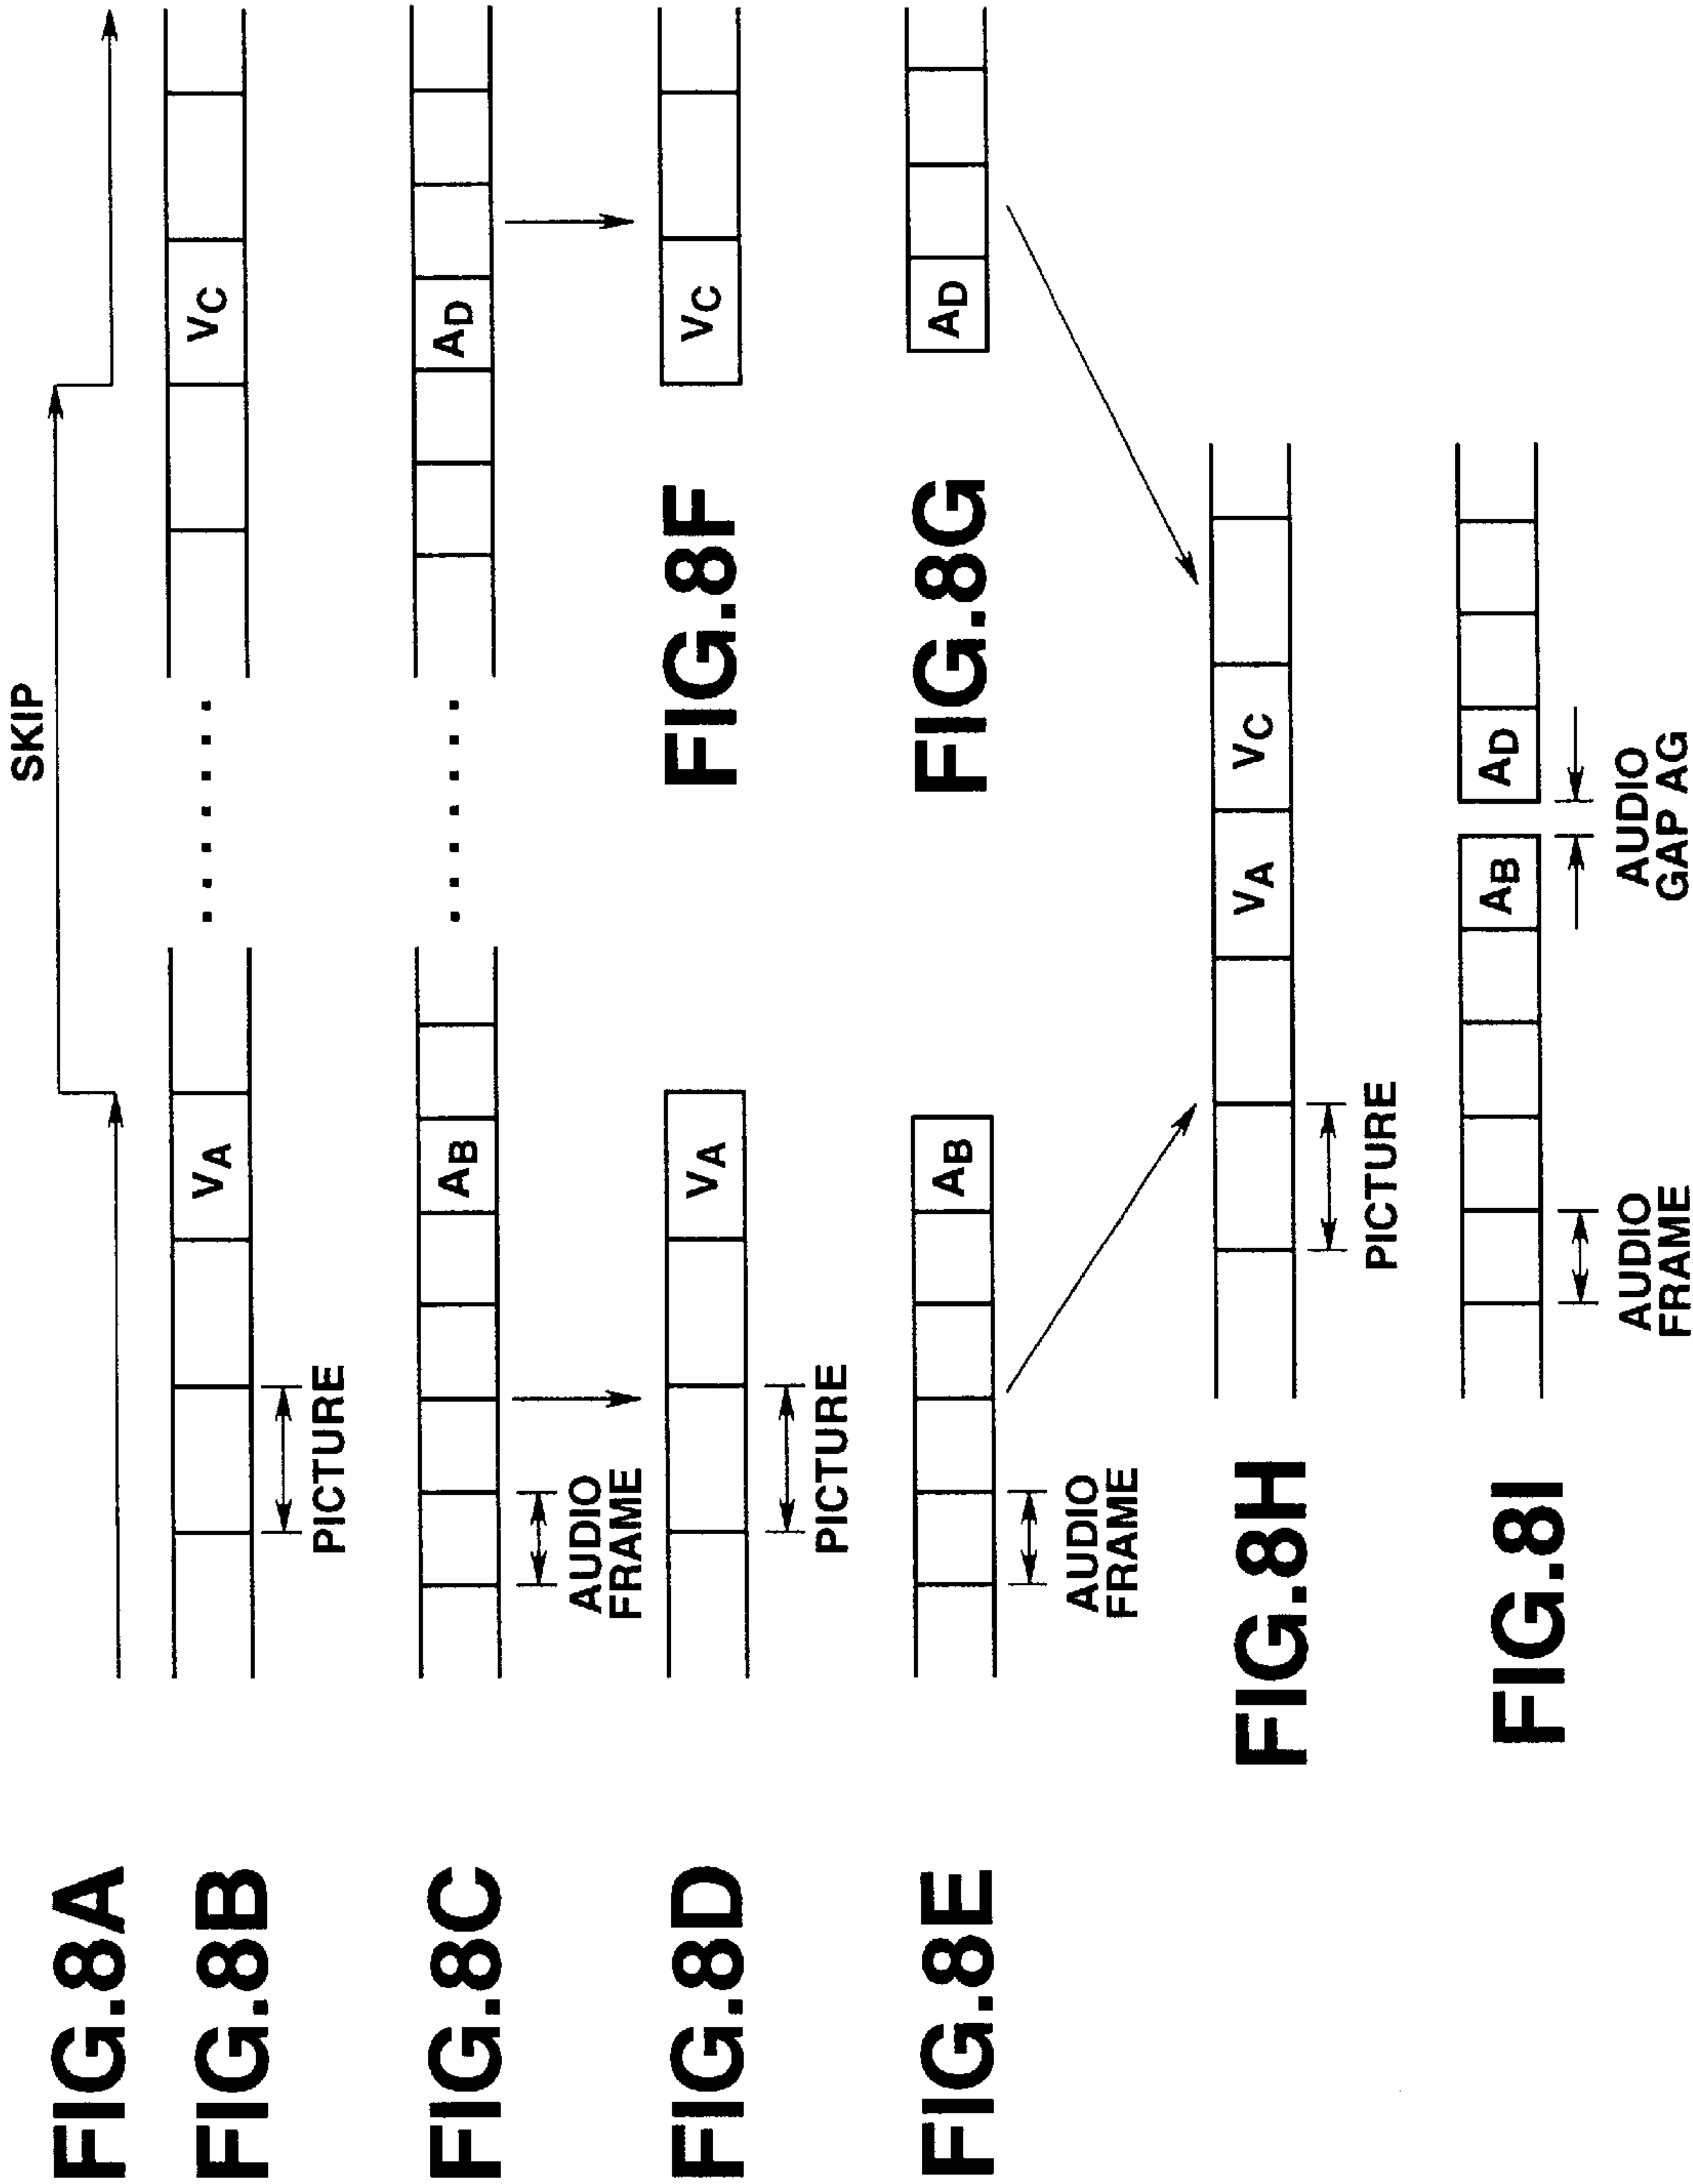 FIG.8A
SKIP
FIG.8B
VA
VC
PICTURE
FIG.8C
AB
AD
AUDIO
FRAME
FIG.8D
VA
PICTURE
FIG.8F
VC
FIG.8E
AB
AUDIO
FRAME
FIG.8G
AD
FIG.8H
VA
VC
PICTURE
FIG.8I
AB
AD
AUDIO
FRAME
AUDIO
GAP AG